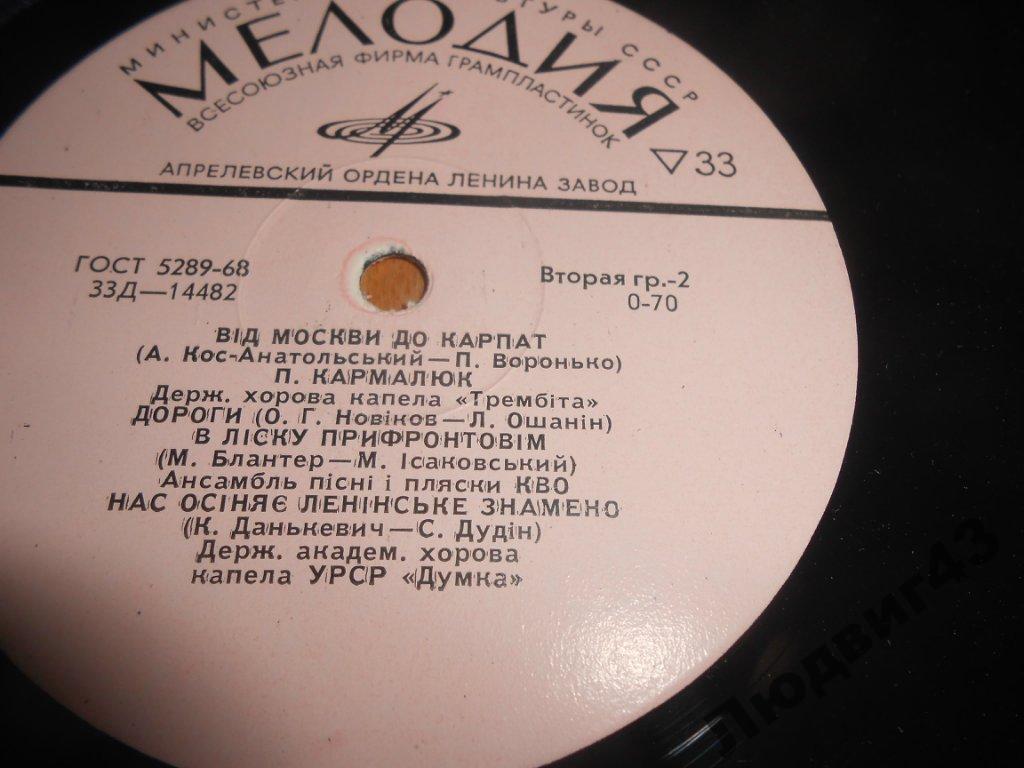 МИНИСТЕ ТУРЫ СССР
МЕЛОДИЯ
ВСЕСОЮЗНАЯ ФИРМА ГРАМПЛАСТИНОК
▽33
АПРЕЛЕВСКИЙ ОРДЕНА ЛЕНИНА ЗАВОД
ГОСТ 5289-68
33Д—14482
Вторая гр.-2
0-70
ВІД МОСКВИ ДО КАРПАТ
(А. Кос-Анатольський—П. Воронько)
П. КАРМАЛЮК
Держ. хорова капела «Трембіта»
ДОРОГИ (О. Г. Новіков—Л. Ошанін)
В ЛІСКУ ПРИФРОНТОВІМ
(М. Блантер—М. Ісаковський)
Ансамбль пісні і пляски КВО
НАС ОСІНЯЄ ЛЕНІНСЬКЕ ЗНАМЕНО
(К. Данькевич—С. Дудін)
Держ. академ. хорова
капела УРСР «Думка»
Людвиг43